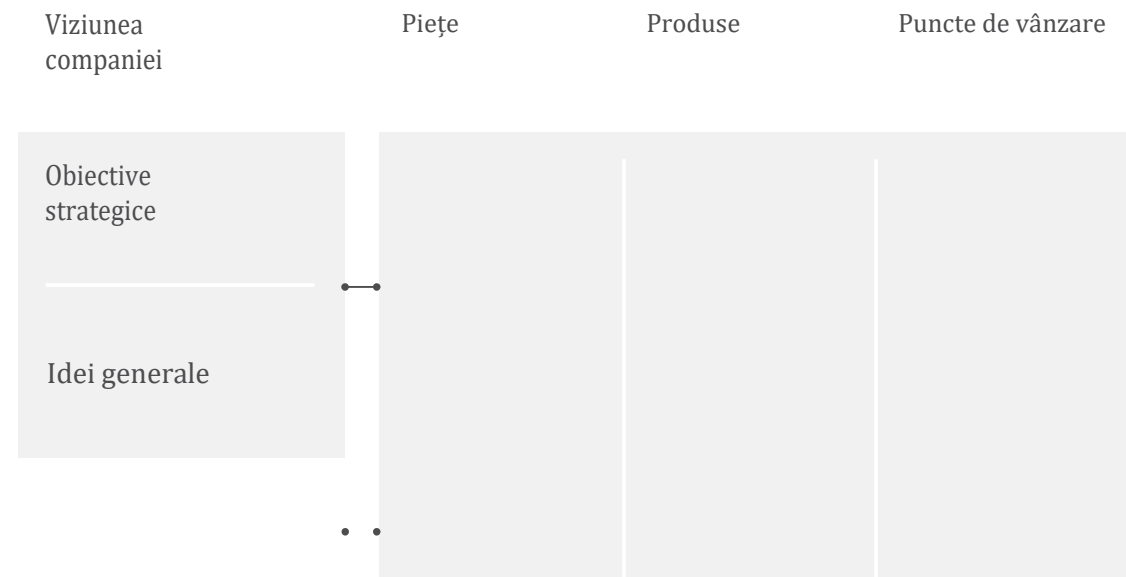 Viziunea
companiei
Piețe
Produse
Puncte de vânzare
Obiective
strategice
Idei generale